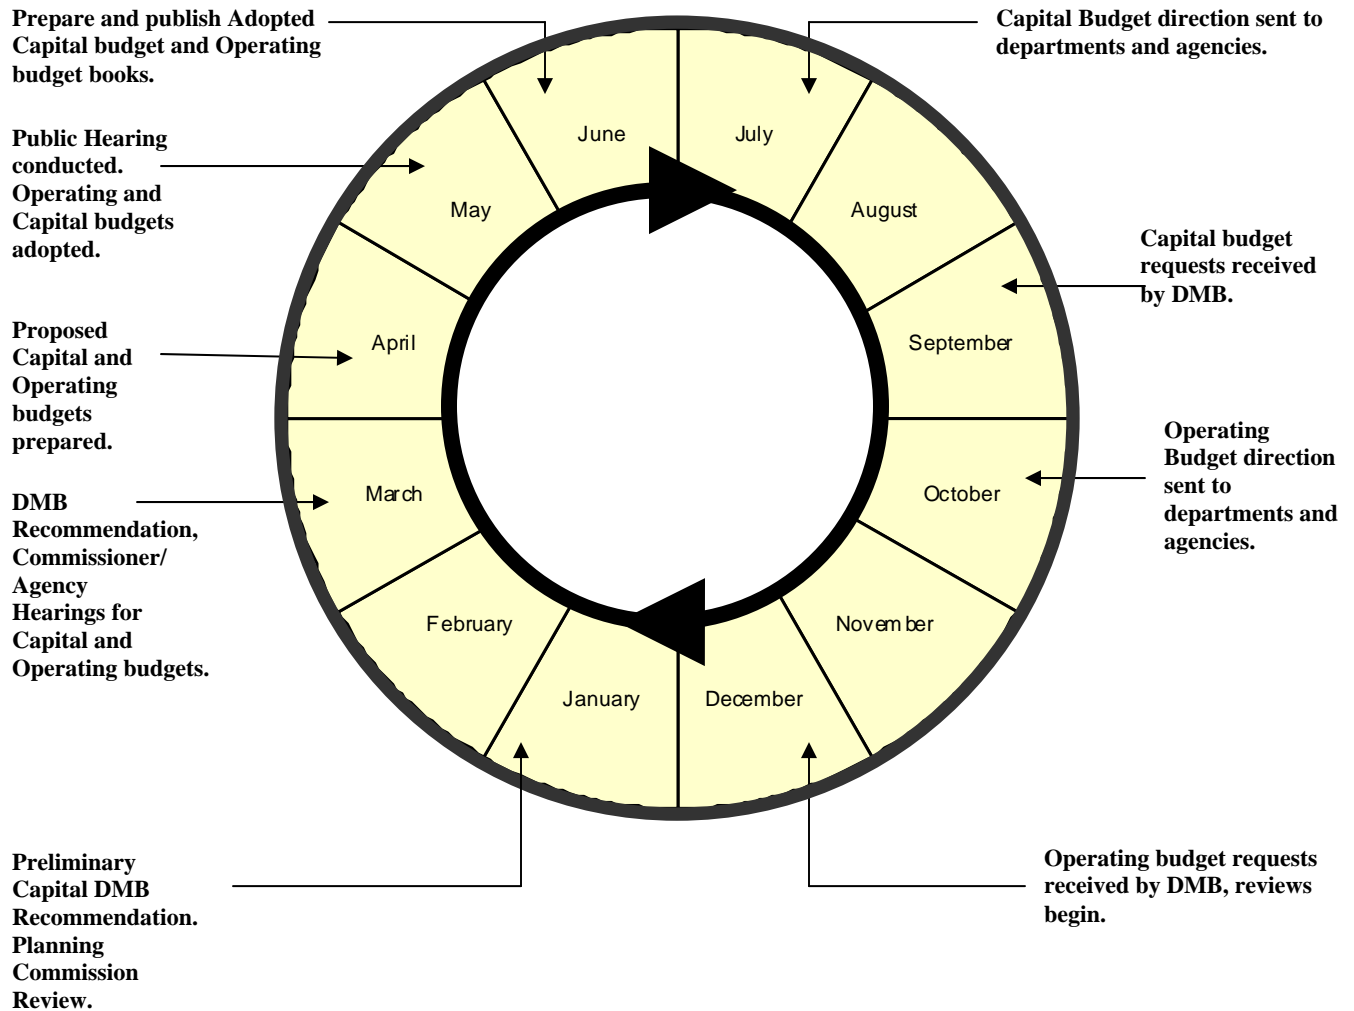 Prepare and publish Adopted
Capital budget and Operating
budget books.
Capital Budget direction sent to
departments and agencies.
Public Hearing
conducted.
Operating and
Capital budgets
adopted.
June
July
May
August
Capital budget
requests received
by DMB.
Proposed
Capital and
Operating
budgets
prepared.
April
September
Operating
Budget direction
sent to
departments and
agencies.
DMB
Recommendation,
Commissioner/
Agency
Hearings for
Capital and
Operating budgets.
March
October
February
November
January
December
Preliminary
Capital DMB
Recommendation.
Planning
Commission
Review.
Operating budget requests
received by DMB, reviews
begin.